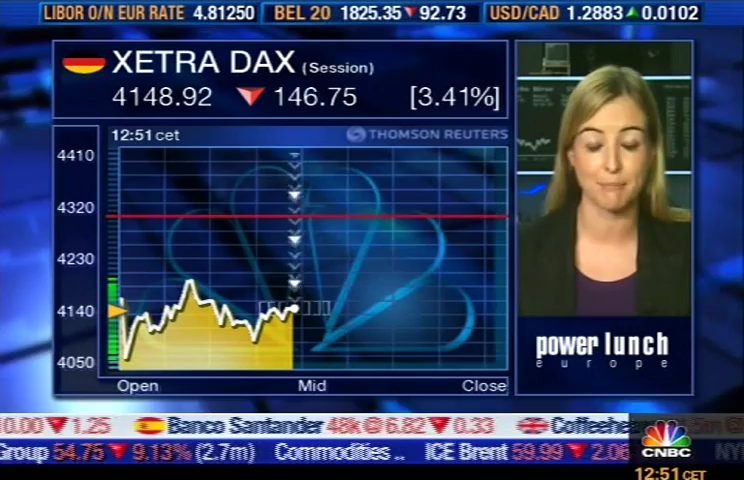 LIBOR O/N EUR RATE 4.81250 BEL 20 1825.35 92.73 USD/CAD 1.2883 0.0102
XETRA DAX (Session)
4148.92 146.75 [3.41%]
12:51 cet THOMSON REUTERS
4410
4320
4230
4140
4050
Open Mid Close
power lunch
europe
0.00 1.25 Banco Santander 48k@6.82 0.33
Group 54.75 9.13% (2.7m) Commodities .. ICE Brent 59.99 2.06
CNBC
12:51 CET